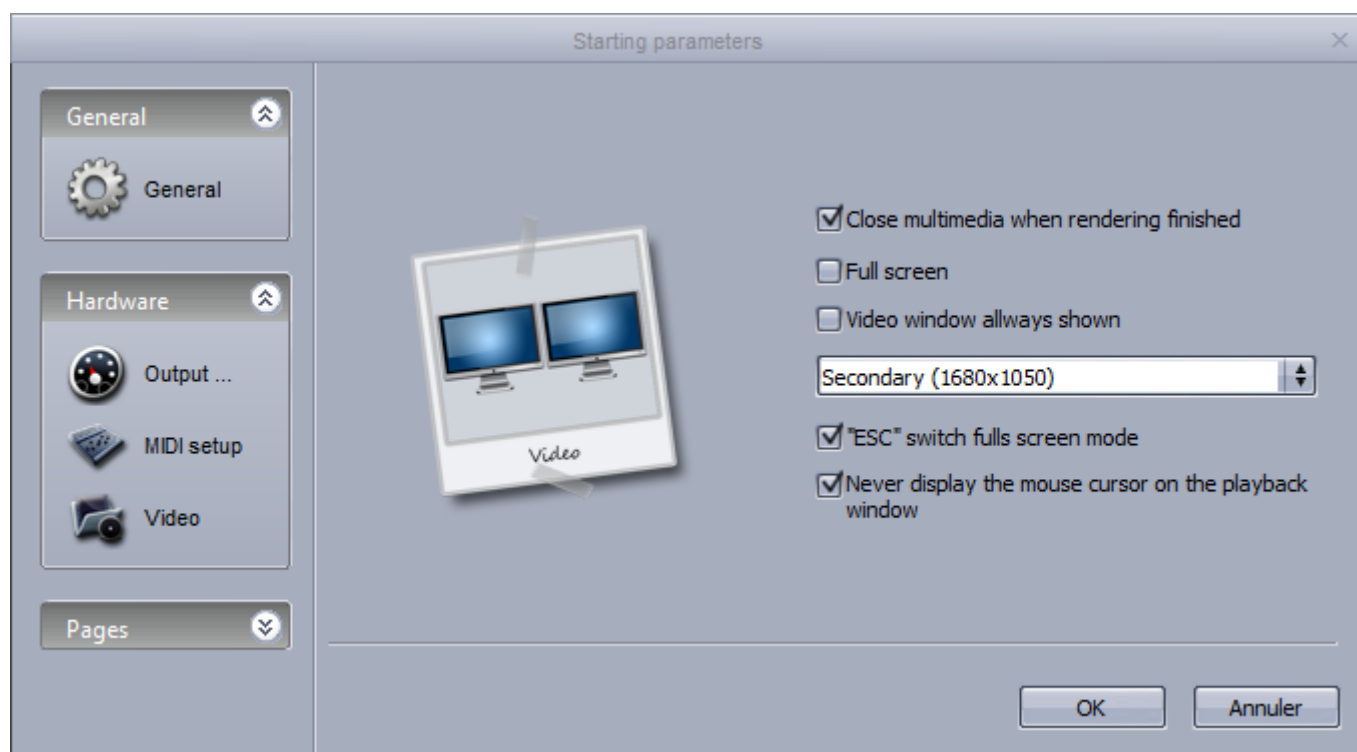 Starting parameters
General
General
Hardware
Output ...
MIDI setup
Video
Pages
Video
Close multimedia when rendering finished
Full screen
Video window allways shown
Secondary (1680x1050)
"ESC" switch fulls screen mode
Never display the mouse cursor on the playback
window
OK
Annuler